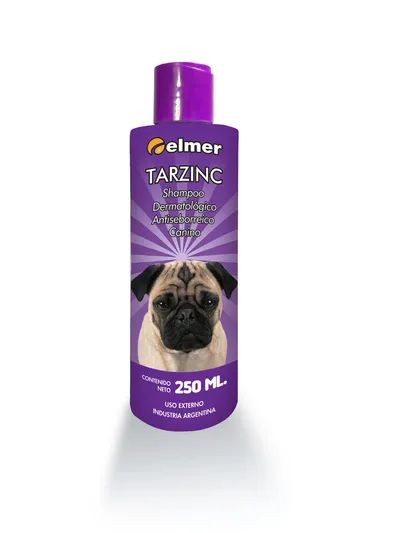 elmer
TARZINC
Shampoo
Dermatológico
Antiseborreico
Canino
CONTENIDO
NETO 250 ML.
USO EXTERNO
INDUSTRIA ARGENTINA